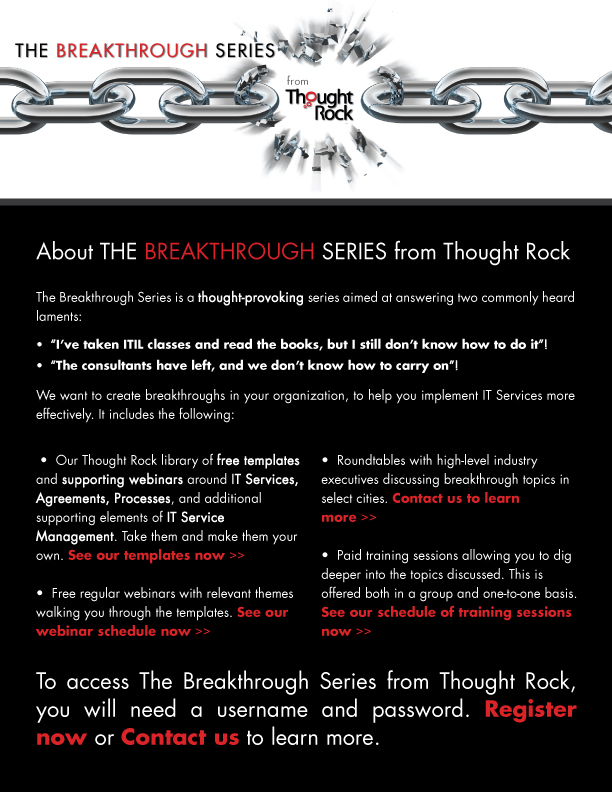 THE BREAKTHROUGH SERIES
from
Thought
Rock
About THE BREAKTHROUGH SERIES from Thought Rock
The Breakthrough Series is a thought-provoking series aimed at answering two commonly heard
laments:
• “I’ve taken ITIL classes and read the books, but I still don’t know how to do it”!
• “The consultants have left, and we don’t know how to carry on”!
We want to create breakthroughs in your organization, to help you implement IT Services more
effectively. It includes the following:
• Our Thought Rock library of free templates
and supporting webinars around IT Services,
Agreements, Processes, and additional
supporting elements of IT Service
Management. Take them and make them your
own. See our templates now >>
• Free regular webinars with relevant themes
walking you through the templates. See our
webinar schedule now >>
• Roundtables with high-level industry
executives discussing breakthrough topics in
select cities. Contact us to learn
more >>
• Paid training sessions allowing you to dig
deeper into the topics discussed. This is
offered both in a group and one-to-one basis.
See our schedule of training sessions
now >>
To access The Breakthrough Series from Thought Rock,
you will need a username and password. Register
now or Contact us to learn more.